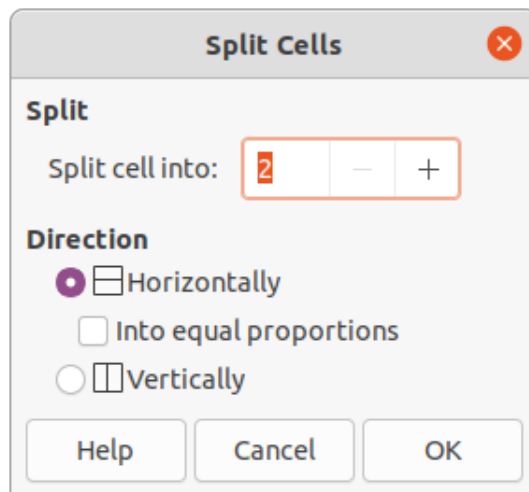 Split Cells
Split
Split cell into: 2
Direction
Horizontally
Into equal proportions
Vertically
Help Cancel OK